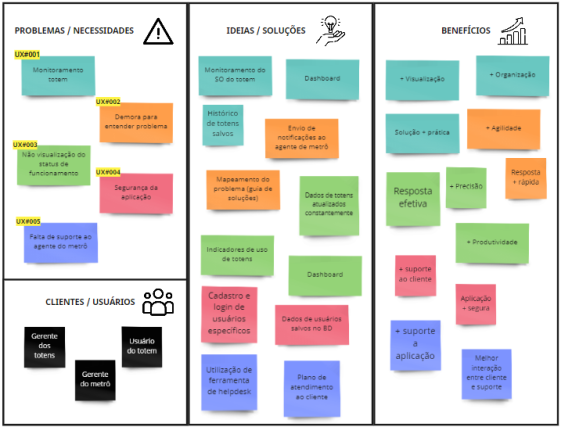 PROBLEMAS / NECESSIDADES
UX#001
Monitoramento
totem
UX#002
Demora para
entender problema
UX#003
Não visualização do
status de
funcionamento
UX#004
Segurança da
aplicação
UX#005
Falta de suporte ao
agente do metrô
CLIENTES / USUÁRIOS
Gerente
dos
totens
Usuário
do totem
Gerente
do metrô
IDEIAS / SOLUÇÕES
Monitoramento do
SO do totem
Dashboard
Histórico
de totens
salvos
Envio de
notificações ao
agente de metrô
Mapeamento do
problema (guia de
soluções)
Dados de totens
atualizados
constantemente
Indicadores de uso
de totens
Dashboard
Cadastro e
login de
usuários
específicos
Dados de usuários
salvos no BD
Utilização de
ferramenta
de helpdesk
Plano de
atendimento
ao cliente
BENEFÍCIOS
+ Visualização
+ Organização
Solução + prática
+ Agilidade
Resposta
efetiva
+ Precisão
Resposta
+ rápida
+ Produtividade
+ suporte
ao cliente
Aplicação
+ segura
+ suporte
a
aplicação
Melhor
interação
entre cliente
e suporte